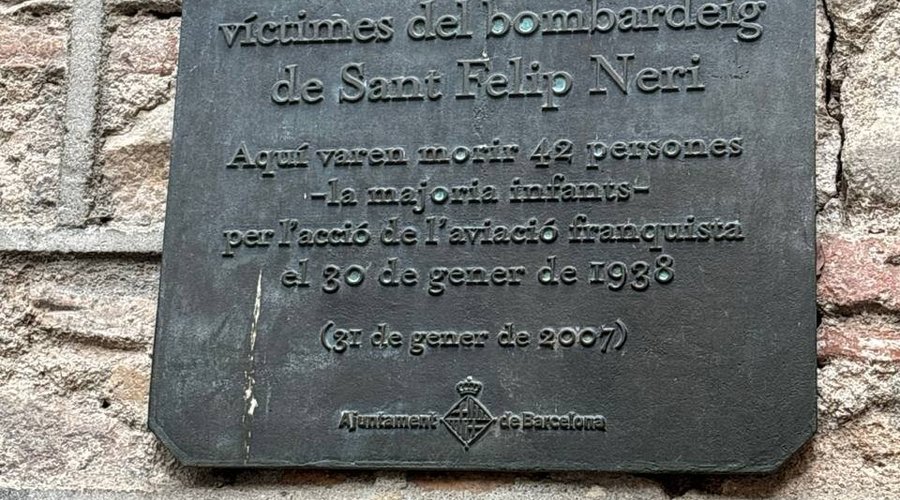 víctimes del bombardeig
de Sant Felip Neri
Aquí varen morir 42 persones
-la majoria infants-
per l'acció de l'aviació franquista
el 30 de gener de 1938
(31 de gener de 2007)
Ajuntament de Barcelona